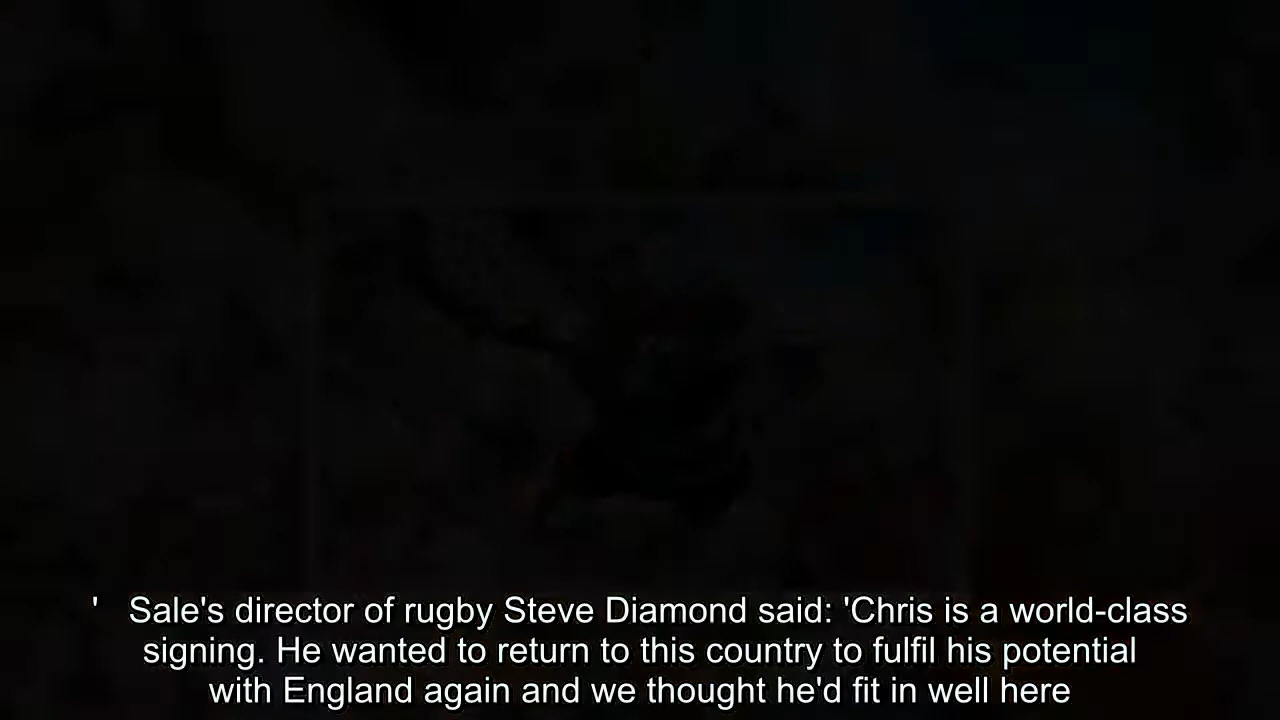 '   Sale's director of rugby Steve Diamond said: 'Chris is a world-class
signing. He wanted to return to this country to fulfil his potential
with England again and we thought he'd fit in well here